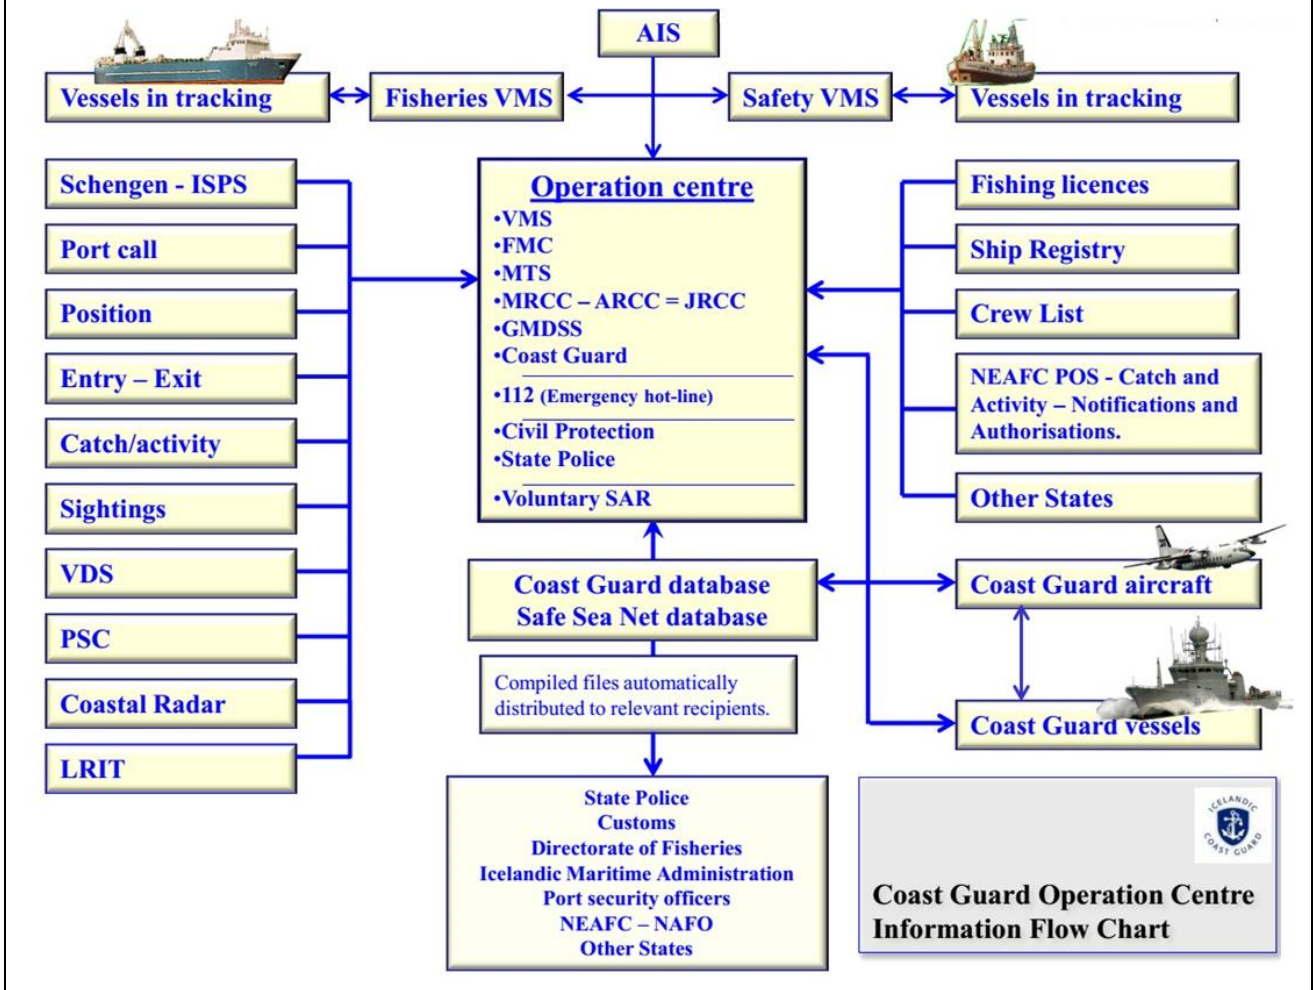 AIS
Vessels in tracking
Fisheries VMS
Safety VMS
Vessels in tracking
Schengen - ISPS
Port call
Position
Entry – Exit
Catch/activity
Sightings
VDS
PSC
Coastal Radar
LRIT
Operation centre
•VMS
•FMC
•MTS
•MRCC – ARCC = JRCC
•GMDSS
•Coast Guard
•112 (Emergency hot-line)
•Civil Protection
•State Police
•Voluntary SAR
Fishing licences
Ship Registry
Crew List
NEAFC POS - Catch and
Activity – Notifications and
Authorisations.
Other States
Coast Guard database
Safe Sea Net database
Coast Guard aircraft
Compiled files automatically
distributed to relevant recipients.
Coast Guard vessels
State Police
Customs
Directorate of Fisheries
Icelandic Maritime Administration
Port security officers
NEAFC – NAFO
Other States
ICELANDIC
COAST GUARD
Coast Guard Operation Centre
Information Flow Chart